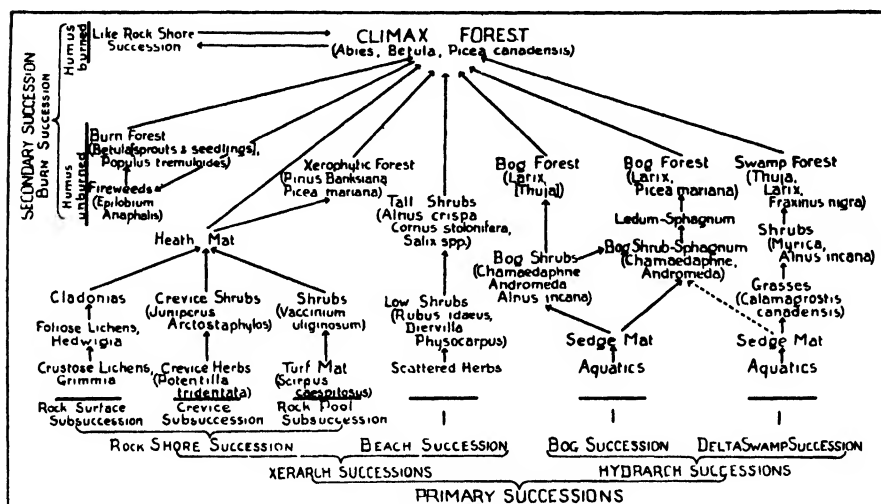 CLIMAX FOREST
(Abies, Betula, Picea canadensis)
SECONDARY SUCCESSION
BURN SUCCESSION
Humus
burned
Like Rock Shore
Succession
Humus
unburned
Burn Forest
(Betula[sprouts & seedlings],
Populus tremuloides)
Fireweeds
(Epilobium
Anaphalis)
Xerophytic Forest
(Pinus Banksiana
Picea mariana)
Heath Mat
Cladonias
Foliose Lichens,
Hedwigia
Crustose Lichens,
Grimmia
Rock Surface
Subsuccession
Crevice Shrubs
(Juniperus
Arctostaphylos)
Crevice Herbs
(Potentilla
tridentata)
Crevice
Subsuccession
Shrubs
(Vaccinium
uliginosum)
Turf Mat
(Scirpus
caespitosus)
Rock Pool
Subsuccession
Tall Shrubs
(Alnus crispa
Cornus stolonifera,
Salix spp.)
Low Shrubs
(Rubus idaeus,
Diervilla
Physocarpus)
Scattered Herbs
Bog Forest
(Larix,
Thuja)
Bog Shrubs
(Chamaedaphne
Andromeda
Alnus incana)
Bog Forest
(Larix,
Picea mariana)
Ledum-Sphagnum
Bog Shrub-Sphagnum
(Chamaedaphne,
Andromeda)
Sedge Mat
Aquatics
Swamp Forest
(Thuja,
Larix,
Fraxinus nigra)
Shrubs
(Myrica,
Alnus incana)
Grasses
(Calamagrostis
canadensis)
Sedge Mat
Aquatics
ROCK SHORE SUCCESSION
BEACH SUCCESSION
BOG SUCCESSION
DELTA SWAMP SUCCESSION
XERARCH SUCCESSIONS
HYDRARCH SUCCESSIONS
PRIMARY SUCCESSIONS